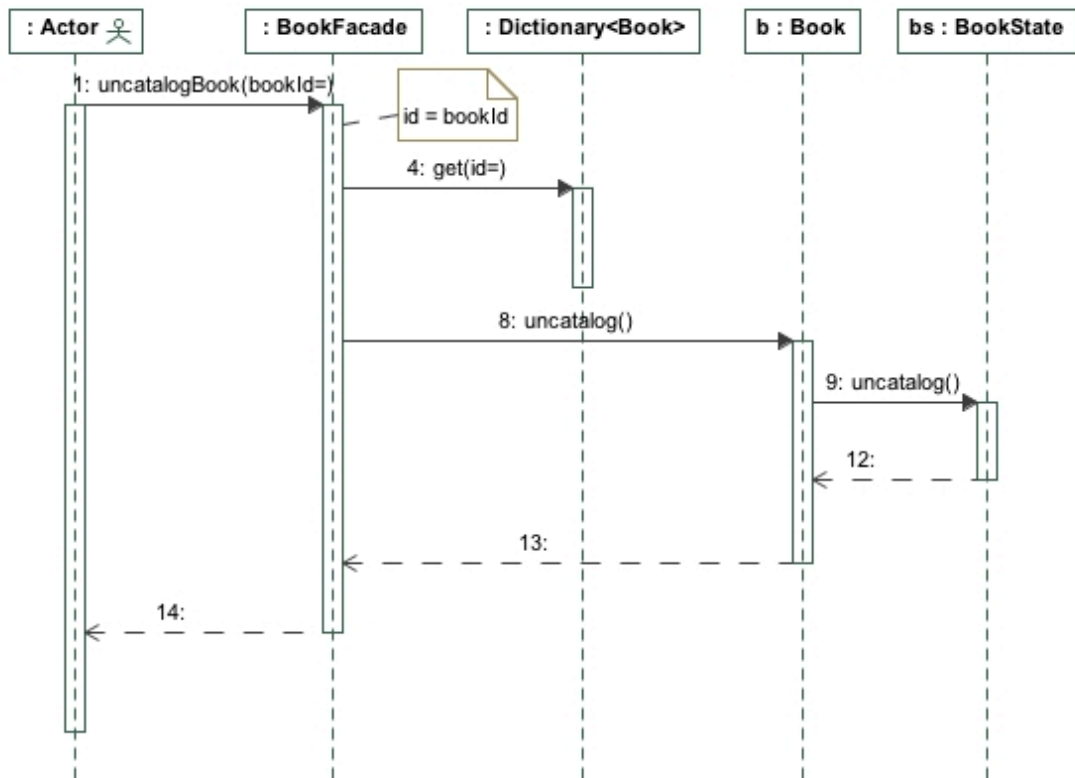 : Actor
: BookFacade
: Dictionary<Book>
b : Book
bs : BookState
1: uncatalogBook(bookId=)
id = bookId
4: get(id=)
8: uncatalog()
9: uncatalog()
12:
13:
14: